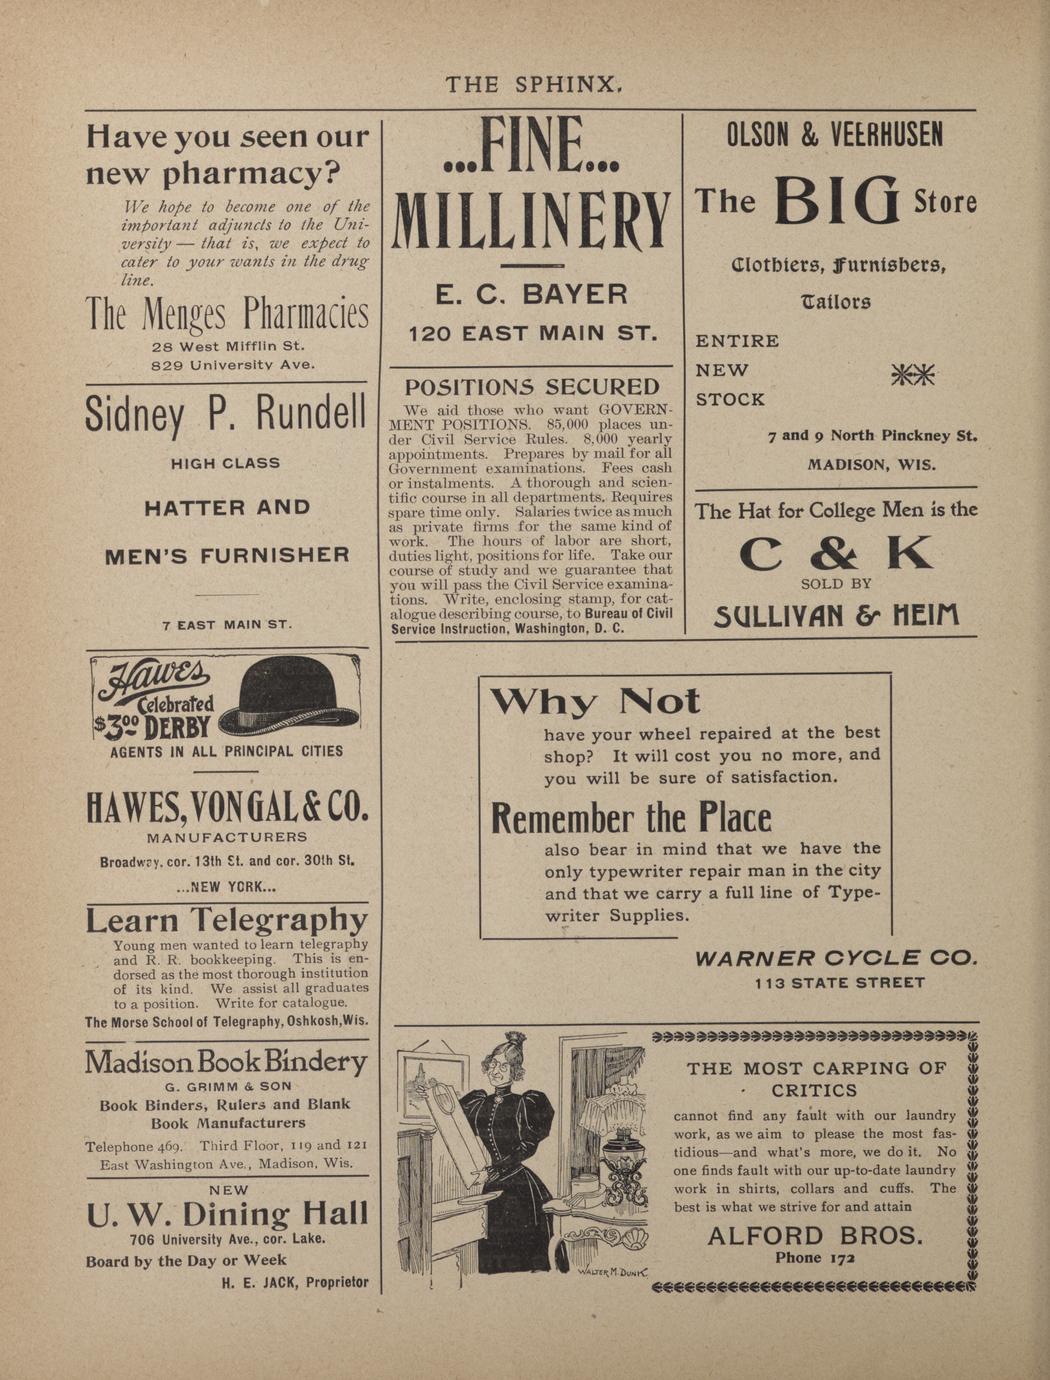 THE SPHINX.
Have you seen our
new pharmacy?
We hope to become one of the
important adjuncts to the Uni-
versity — that is, we expect to
cater to your wants in the drug
line.
The Menges Pharmacies
28 West Mifflin St.
829 University Ave.
Sidney P. Rundell
HIGH CLASS
HATTER AND
MEN'S FURNISHER
7 EAST MAIN ST.
Hawes
Celebrated
$3.00 DERBY
AGENTS IN ALL PRINCIPAL CITIES
HAWES, VON GAL & CO.
MANUFACTURERS
Broadway, cor. 13th St. and cor. 30th St.
...NEW YORK...
Learn Telegraphy
Young men wanted to learn telegraphy
and R. R. bookkeeping. This is en-
dorsed as the most thorough institution
of its kind. We assist all graduates
to a position. Write for catalogue.
The Morse School of Telegraphy, Oshkosh, Wis.
Madison Book Bindery
G. GRIMM & SON
Book Binders, Rulers and Blank
Book Manufacturers
Telephone 469. Third Floor, 119 and 121
East Washington Ave., Madison, Wis.
NEW
U. W. Dining Hall
706 University Ave., cor. Lake.
Board by the Day or Week
H. E. JACK, Proprietor
...FINE...
MILLINERY
E. C. BAYER
120 EAST MAIN ST.
POSITIONS SECURED
We aid those who want GOVERN-
MENT POSITIONS. 85,000 places un-
der Civil Service Rules. 8,000 yearly
appointments. Prepares by mail for all
Government examinations. Fees cash
or instalments. A thorough and scien-
tific course in all departments. Requires
spare time only. Salaries twice as much
as private firms for the same kind of
work. The hours of labor are short,
duties light, positions for life. Take our
course of study and we guarantee that
you will pass the Civil Service examina-
tions. Write, enclosing stamp, for cat-
alogue describing course, to Bureau of Civil
Service Instruction, Washington, D. C.
OLSON & VEERHUSEN
The BIG Store
Clothiers, Furnishers,
Tailors
ENTIRE
NEW
STOCK
7 and 9 North Pinckney St.
MADISON, WIS.
The Hat for College Men is the
C & K
SOLD BY
SULLIVAN & HEIM
Why Not
have your wheel repaired at the best
shop? It will cost you no more, and
you will be sure of satisfaction.
Remember the Place
also bear in mind that we have the
only typewriter repair man in the city
and that we carry a full line of Type-
writer Supplies.
WARNER CYCLE CO.
113 STATE STREET
WALTER M. DUNK.
THE MOST CARPING OF
CRITICS
cannot find any fault with our laundry
work, as we aim to please the most fas-
tidious—and what's more, we do it. No
one finds fault with our up-to-date laundry
work in shirts, collars and cuffs. The
best is what we strive for and attain
ALFORD BROS.
Phone 172